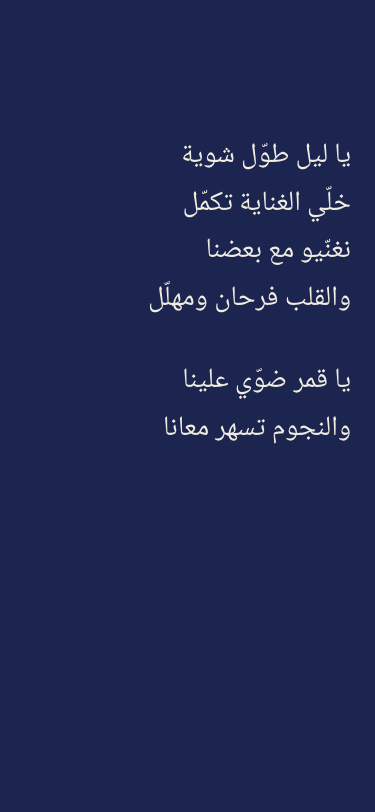 يا ليل طوّل شوية
خلّي الغناية تكمّل
نغنّيو مع بعضنا
والقلب فرحان ومهلّل
يا قمر ضوّي علينا
والنجوم تسهر معانا